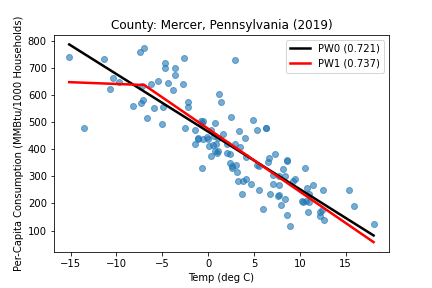 County: Mercer, Pennsylvania (2019)
PW0 (0.721)
PW1 (0.737)
Per-Capita Consumption (MMBtu/1000 Households)
800
700
600
500
400
300
200
100
−15 −10 −5 0 5 10 15
Temp (deg C)